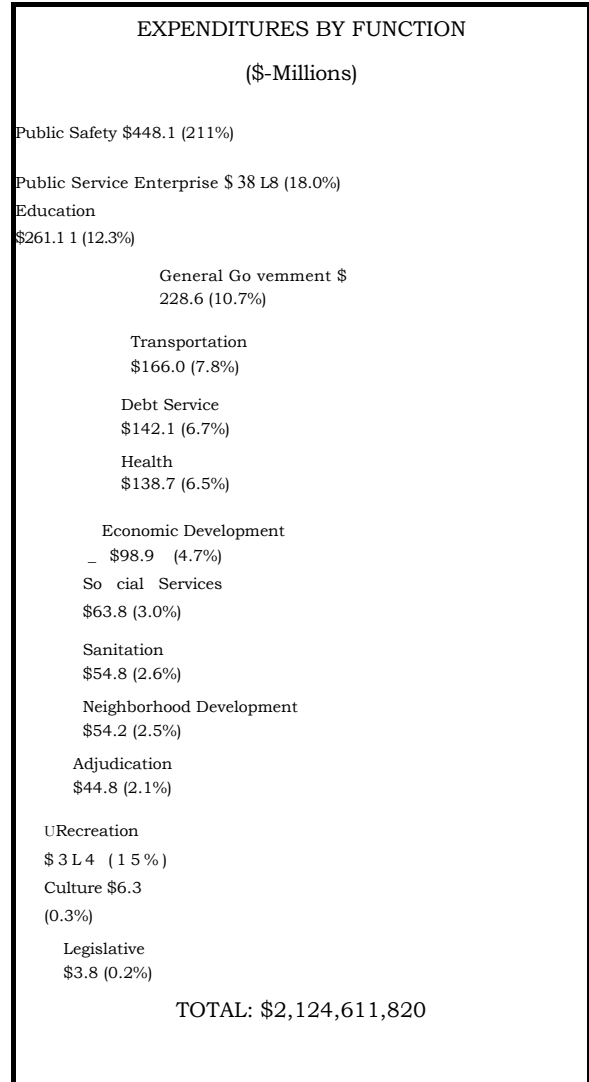 EXPENDITURES BY FUNCTION
($-Millions)
Public Safety $448.1 (211%)
Public Service Enterprise $ 38 L8 (18.0%)
Education
$261.1 1 (12.3%)
General Go vemment $
228.6 (10.7%)
Transportation
$166.0 (7.8%)
Debt Service
$142.1 (6.7%)
Health
$138.7 (6.5%)
Economic Development
_ $98.9 (4.7%)
So cial Services
$63.8 (3.0%)
Sanitation
$54.8 (2.6%)
Neighborhood Development
$54.2 (2.5%)
Adjudication
$44.8 (2.1%)
URecreation
$3L4 (15%)
Culture $6.3
(0.3%)
Legislative
$3.8 (0.2%)
TOTAL: $2,124,611,820